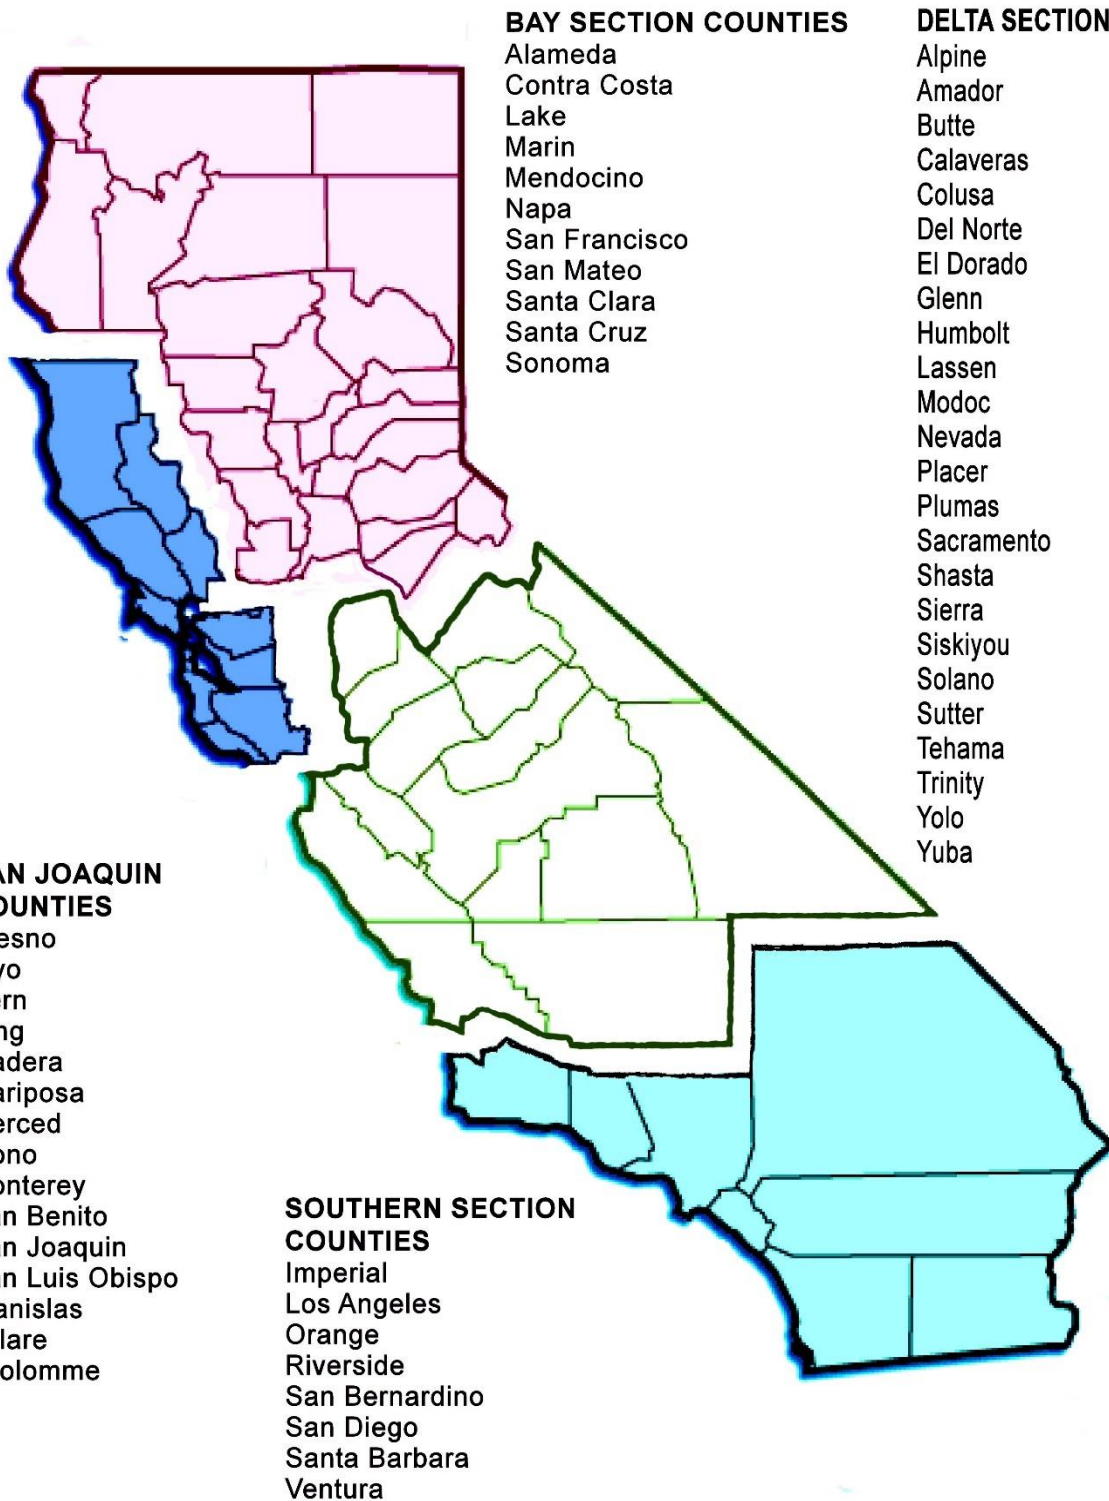 BAY SECTION COUNTIES
Alameda
Contra Costa
Lake
Marin
Mendocino
Napa
San Francisco
San Mateo
Santa Clara
Santa Cruz
Sonoma
DELTA SECTION
Alpine
Amador
Butte
Calaveras
Colusa
Del Norte
El Dorado
Glenn
Humbolt
Lassen
Modoc
Nevada
Placer
Plumas
Sacramento
Shasta
Sierra
Siskiyou
Solano
Sutter
Tehama
Trinity
Yolo
Yuba
AN JOAQUIN
OUNTIES
esno
yo
ern
ng
adera
ariposa
erced
ono
onterey
an Benito
an Joaquin
an Luis Obispo
anislas
lare
olomme
SOUTHERN SECTION
COUNTIES
Imperial
Los Angeles
Orange
Riverside
San Bernardino
San Diego
Santa Barbara
Ventura